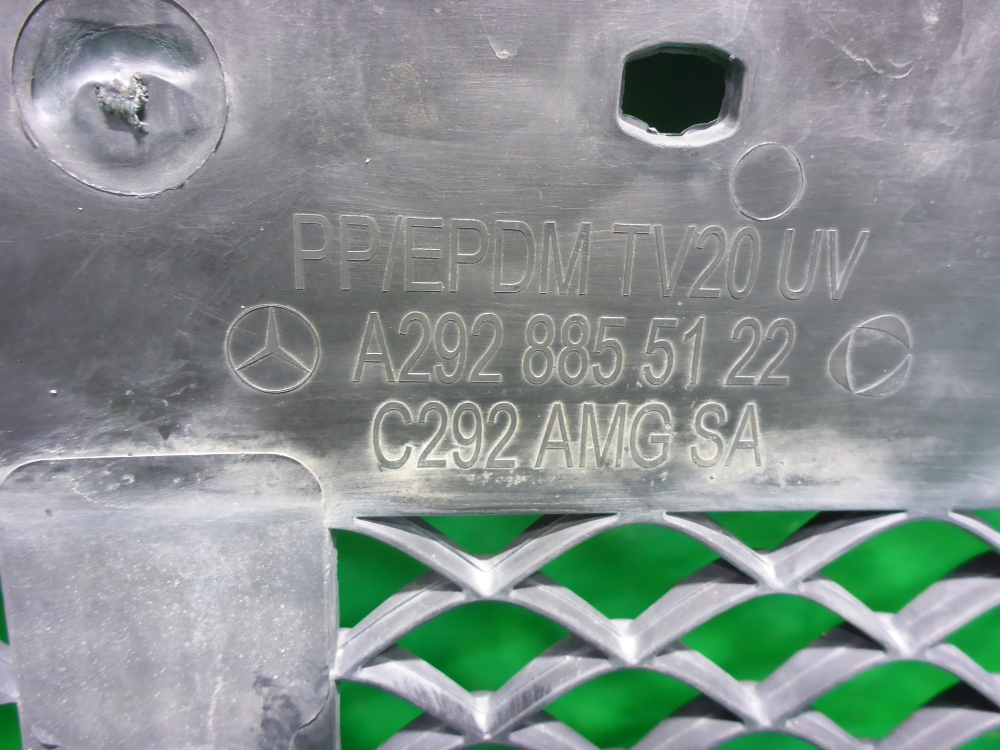 PP/EPDM TV20 UV
A292 885 51 22
C292 AMG SA